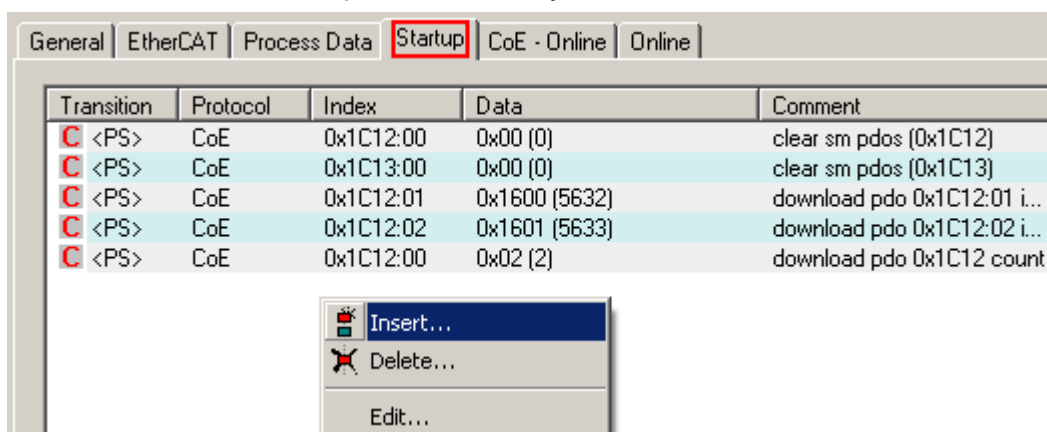 General EtherCAT Process Data Startup CoE - Online Online
Transition Protocol Index Data Comment
C <PS> CoE 0x1C12:00 0x00 (0) clear sm pdos (0x1C12)
C <PS> CoE 0x1C13:00 0x00 (0) clear sm pdos (0x1C13)
C <PS> CoE 0x1C12:01 0x1600 (5632) download pdo 0x1C12:01 i...
C <PS> CoE 0x1C12:02 0x1601 (5633) download pdo 0x1C12:02 i...
C <PS> CoE 0x1C12:00 0x02 (2) download pdo 0x1C12 count
Insert...
Delete...
Edit...